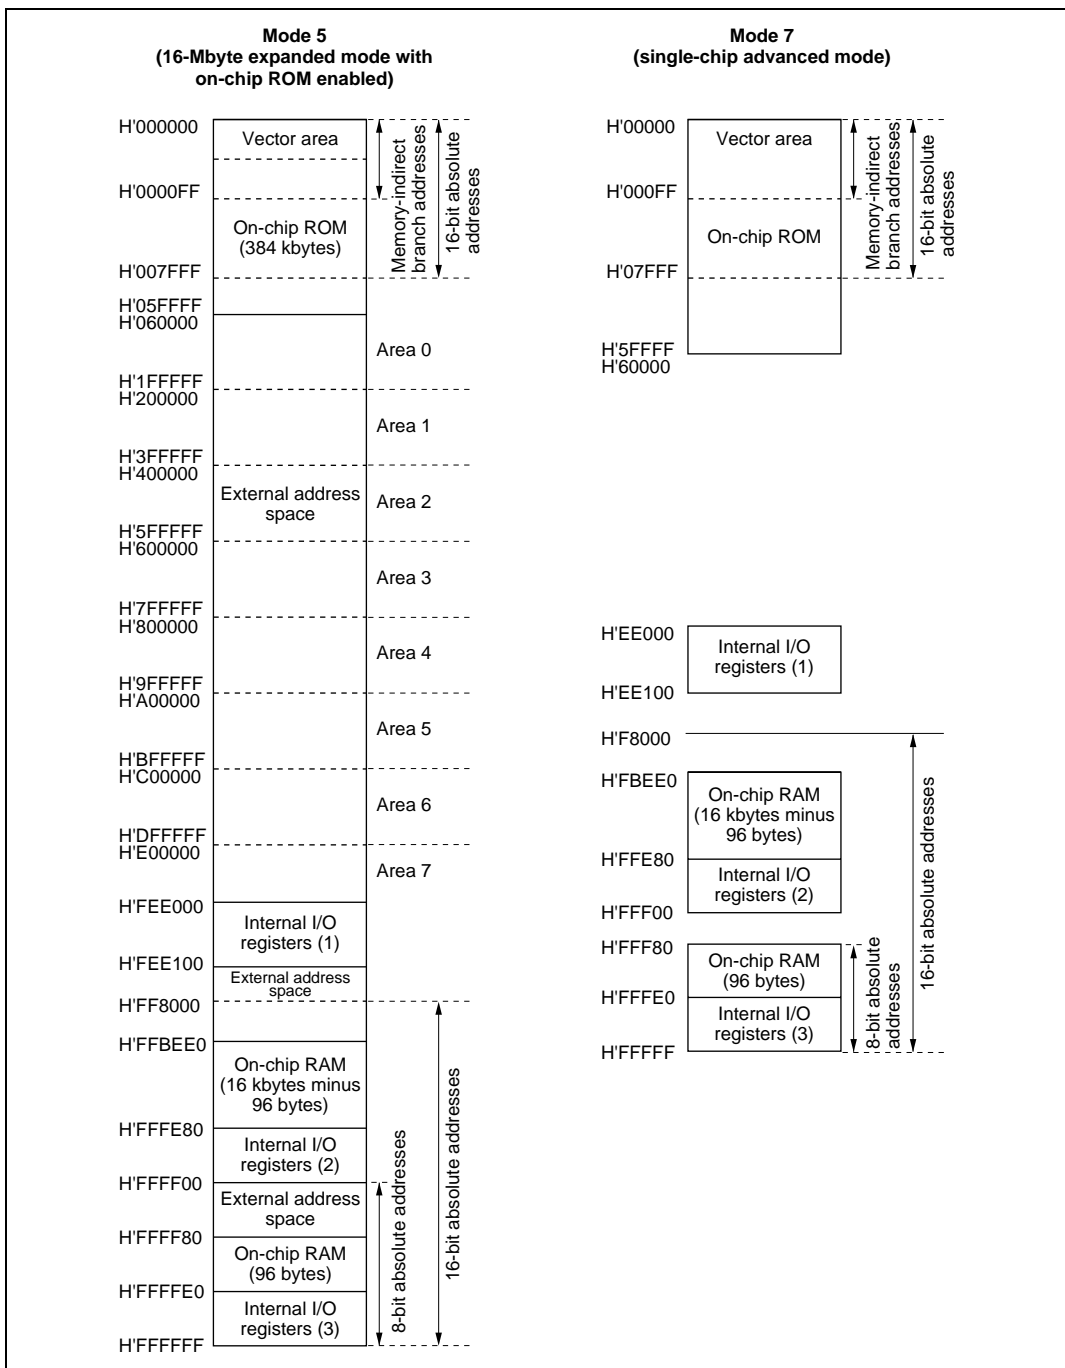 Mode 5
(16-Mbyte expanded mode with
on-chip ROM enabled)
H'000000
Vector area
H'0000FF
On-chip ROM
(384 kbytes)
H'007FFF
H'05FFFF
H'060000
Memory-indirect
branch addresses
16-bit absolute
addresses
Area 0
H'1FFFFF
H'200000
Area 1
H'3FFFFF
H'400000
External address
space
Area 2
H'5FFFFF
H'600000
Area 3
H'7FFFFF
H'800000
Area 4
H'9FFFFF
H'A00000
Area 5
H'BFFFFF
H'C00000
Area 6
H'DFFFFF
H'E00000
Area 7
H'FEE000
Internal I/O
registers (1)
H'FEE100
External address
space
H'FF8000
H'FFBEE0
On-chip RAM
(16 kbytes minus
96 bytes)
H'FFFE80
Internal I/O
registers (2)
H'FFFF00
External address
space
H'FFFF80
On-chip RAM
(96 bytes)
H'FFFFE0
Internal I/O
registers (3)
H'FFFFFF
8-bit absolute addresses
16-bit absolute addresses
Mode 7
(single-chip advanced mode)
H'00000
Vector area
H'000FF
On-chip ROM
H'07FFF
H'5FFFF
H'60000
Memory-indirect
branch addresses
16-bit absolute
addresses
H'EE000
Internal I/O
registers (1)
H'EE100
H'F8000
H'FBEE0
On-chip RAM
(16 kbytes minus
96 bytes)
H'FFE80
Internal I/O
registers (2)
H'FFF00
H'FFF80
On-chip RAM
(96 bytes)
H'FFFE0
Internal I/O
registers (3)
H'FFFFF
8-bit absolute
addresses
16-bit absolute addresses